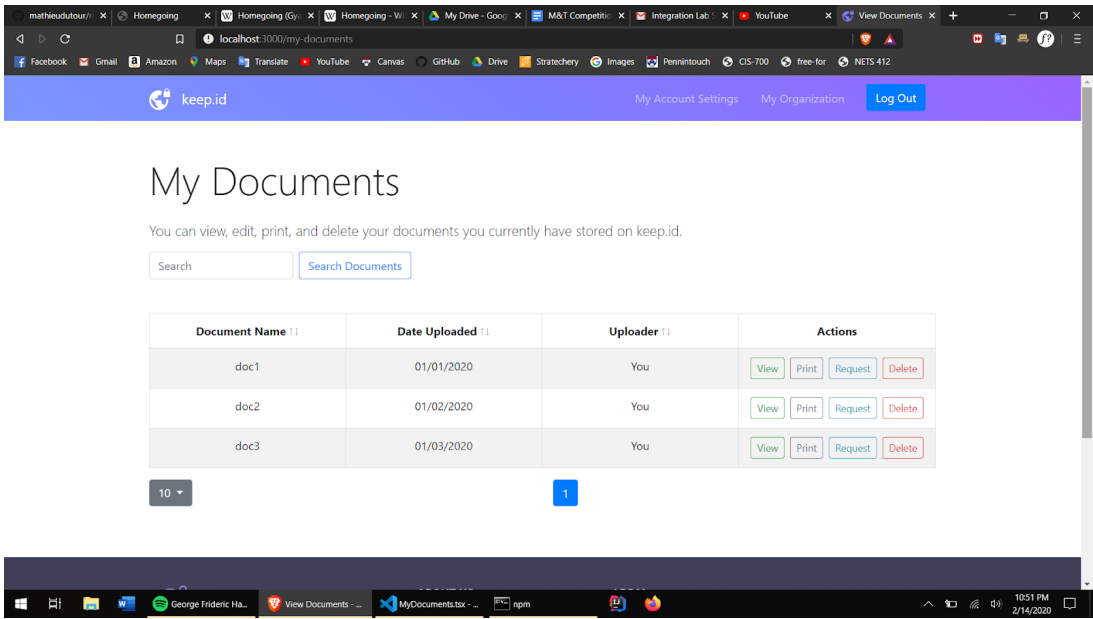 mathieudutour/
Homegoing
Homegoing (Gya
Homegoing - Wi
My Drive - Goog
M&T Competitio
Integration Lab S
YouTube
View Documents
localhost:3000/my-documents
Facebook Gmail Amazon Maps Translate YouTube Canvas GitHub Drive Stratechery Images Pennintouch CIS-700 free-for NETS 412
keep.id My Account Settings My Organization Log Out
My Documents
You can view, edit, print, and delete your documents you currently have stored on keep.id.
Search Search Documents
Document Name Date Uploaded Uploader Actions
doc1 01/01/2020 You View Print Request Delete
doc2 01/02/2020 You View Print Request Delete
doc3 01/03/2020 You View Print Request Delete
10 1
George Frideric Ha... View Documents - ... MyDocuments.tsx - ... npm
10:51 PM
2/14/2020